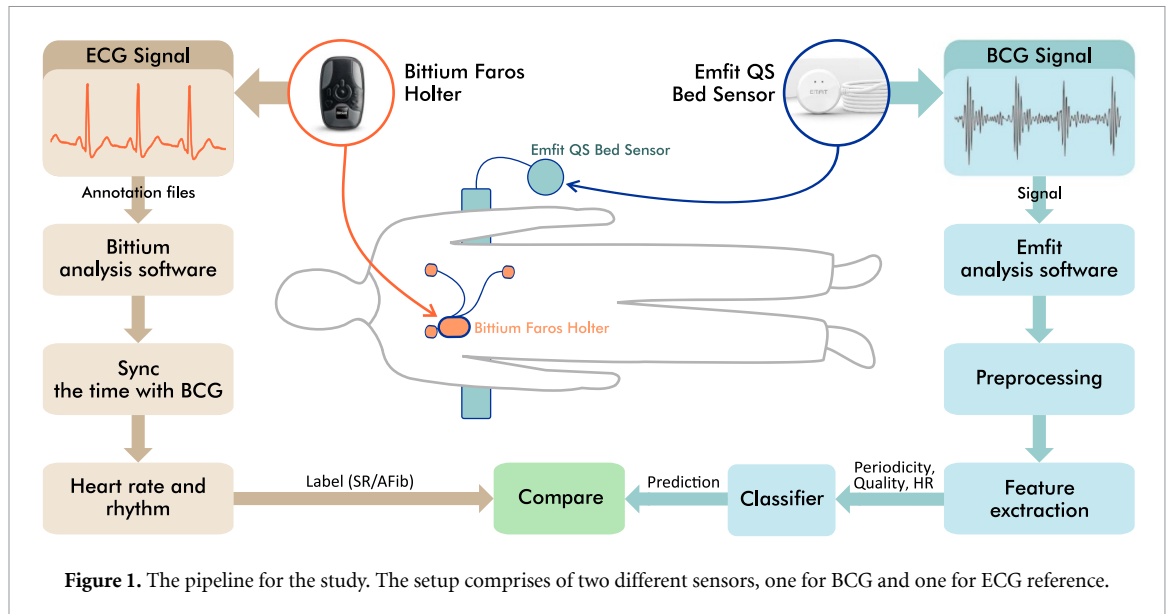 ECG Signal
Bittium Faros
Holter
Emfit QS
Bed Sensor
EMFIT
BCG Signal
Emfit QS Bed Sensor
Annotation files
Signal
Bittium
analysis software
Emfit
analysis software
Bittium Faros Holter
Sync
the time with BCG
Preprocessing
Heart rate and
rhythm
Label (SR/AFib)
Compare
Prediction
Classifier
Periodicity,
Quality, HR
Feature
exctraction
Figure 1. The pipeline for the study. The setup comprises of two different sensors, one for BCG and one for ECG reference.